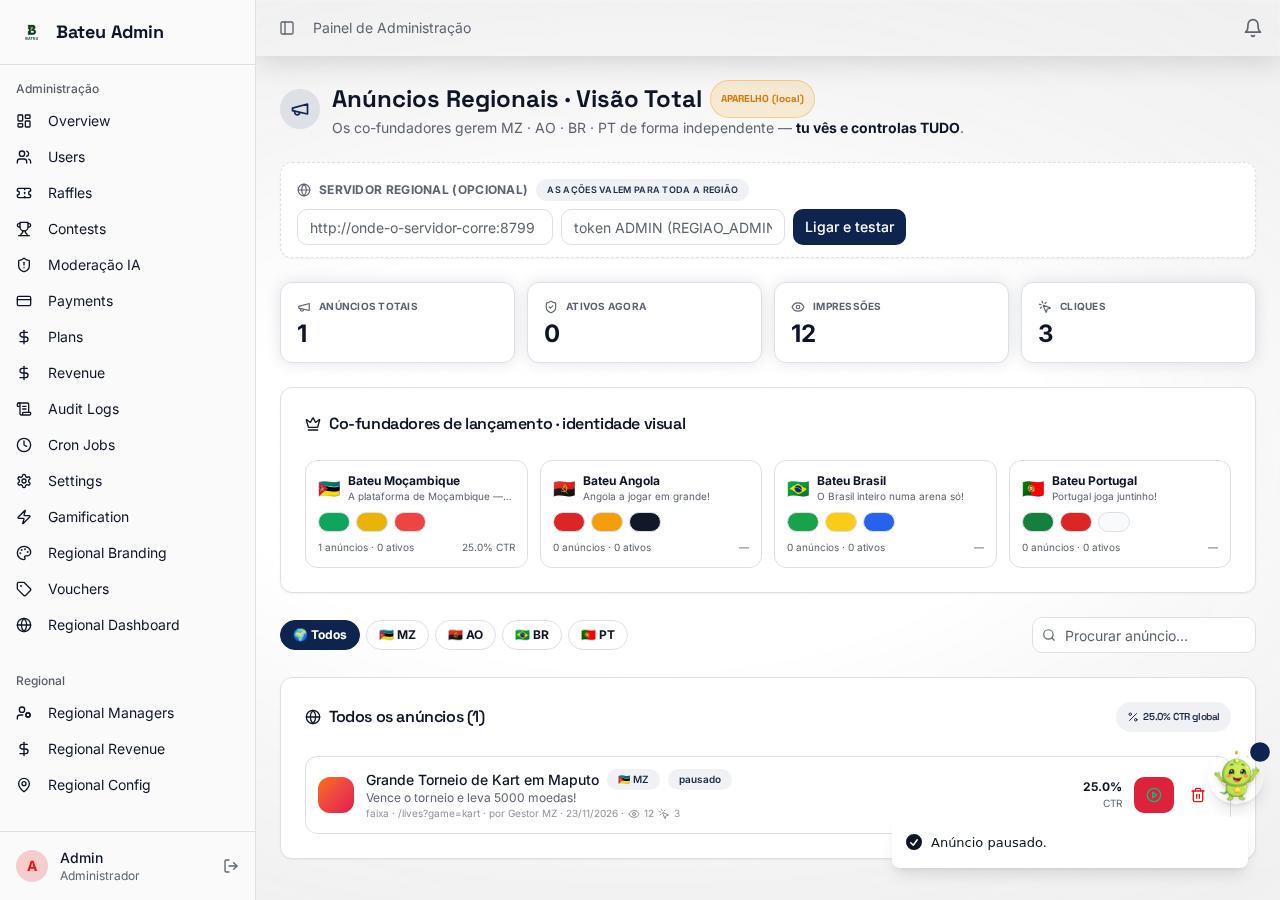 Bateu Admin
Painel de Administração
Administração
Overview
Users
Raffles
Contests
Moderação IA
Payments
Plans
Revenue
Audit Logs
Cron Jobs
Settings
Gamification
Regional Branding
Vouchers
Regional Dashboard
Regional
Regional Managers
Regional Revenue
Regional Config
A
Admin
Administrador
Anúncios Regionais · Visão Total
APARELHO (local)
Os co-fundadores gerem MZ · AO · BR · PT de forma independente — tu vês e controlas TUDO.
SERVIDOR REGIONAL (OPCIONAL)
AS AÇÕES VALEM PARA TODA A REGIÃO
http://onde-o-servidor-corre:8799
token ADMIN (REGIAO_ADMIN
Ligar e testar
ANÚNCIOS TOTAIS
1
ATIVOS AGORA
0
IMPRESSÕES
12
CLIQUES
3
Co-fundadores de lançamento · identidade visual
Bateu Moçambique
A plataforma de Moçambique —...
1 anúncios · 0 ativos
25.0% CTR
Bateu Angola
Angola a jogar em grande!
0 anúncios · 0 ativos
—
Bateu Brasil
O Brasil inteiro numa arena só!
0 anúncios · 0 ativos
—
Bateu Portugal
Portugal joga juntinho!
0 anúncios · 0 ativos
—
Todos
MZ
AO
BR
PT
Procurar anúncio...
Todos os anúncios (1)
25.0% CTR global
Grande Torneio de Kart em Maputo
MZ
pausado
Vence o torneio e leva 5000 moedas!
faixa · /lives?game=kart · por Gestor MZ · 23/11/2026 · 12 3
25.0%
CTR
Anúncio pausado.